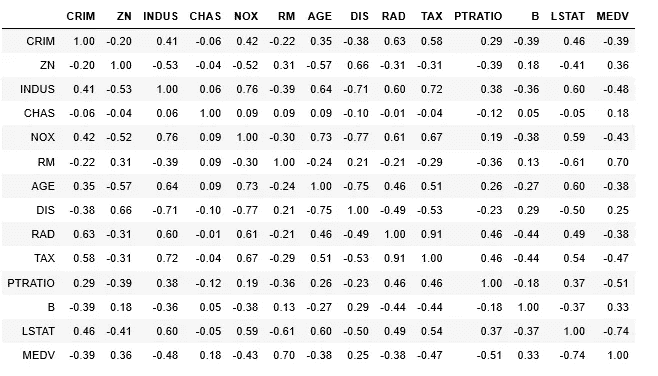 CRIM ZN INDUS CHAS NOX RM AGE DIS RAD TAX PTRATIO B LSTAT MEDV
CRIM 1.00 -0.20 0.41 -0.06 0.42 -0.22 0.35 -0.38 0.63 0.58 0.29 -0.39 0.46 -0.39
ZN -0.20 1.00 -0.53 -0.04 -0.52 0.31 -0.57 0.66 -0.31 -0.31 -0.39 0.18 -0.41 0.36
INDUS 0.41 -0.53 1.00 0.06 0.76 -0.39 0.64 -0.71 0.60 0.72 0.38 -0.36 0.60 -0.48
CHAS -0.06 -0.04 0.06 1.00 0.09 0.09 0.09 -0.10 -0.01 -0.04 -0.12 0.05 -0.05 0.18
NOX 0.42 -0.52 0.76 0.09 1.00 -0.30 0.73 -0.77 0.61 0.67 0.19 -0.38 0.59 -0.43
RM -0.22 0.31 -0.39 0.09 -0.30 1.00 -0.24 0.21 -0.21 -0.29 -0.36 0.13 -0.61 0.70
AGE 0.35 -0.57 0.64 0.09 0.73 -0.24 1.00 -0.75 0.46 0.51 0.26 -0.27 0.60 -0.38
DIS -0.38 0.66 -0.71 -0.10 -0.77 0.21 -0.75 1.00 -0.49 -0.53 -0.23 0.29 -0.50 0.25
RAD 0.63 -0.31 0.60 -0.01 0.61 -0.21 0.46 -0.49 1.00 0.91 0.46 -0.44 0.49 -0.38
TAX 0.58 -0.31 0.72 -0.04 0.67 -0.29 0.51 -0.53 0.91 1.00 0.46 -0.44 0.54 -0.47
PTRATIO 0.29 -0.39 0.38 -0.12 0.19 -0.36 0.26 -0.23 0.46 0.46 1.00 -0.18 0.37 -0.51
B -0.39 0.18 -0.36 0.05 -0.38 0.13 -0.27 0.29 -0.44 -0.44 -0.18 1.00 -0.37 0.33
LSTAT 0.46 -0.41 0.60 -0.05 0.59 -0.61 0.60 -0.50 0.49 0.54 0.37 -0.37 1.00 -0.74
MEDV -0.39 0.36 -0.48 0.18 -0.43 0.70 -0.38 0.25 -0.38 -0.47 -0.51 0.33 -0.74 1.00